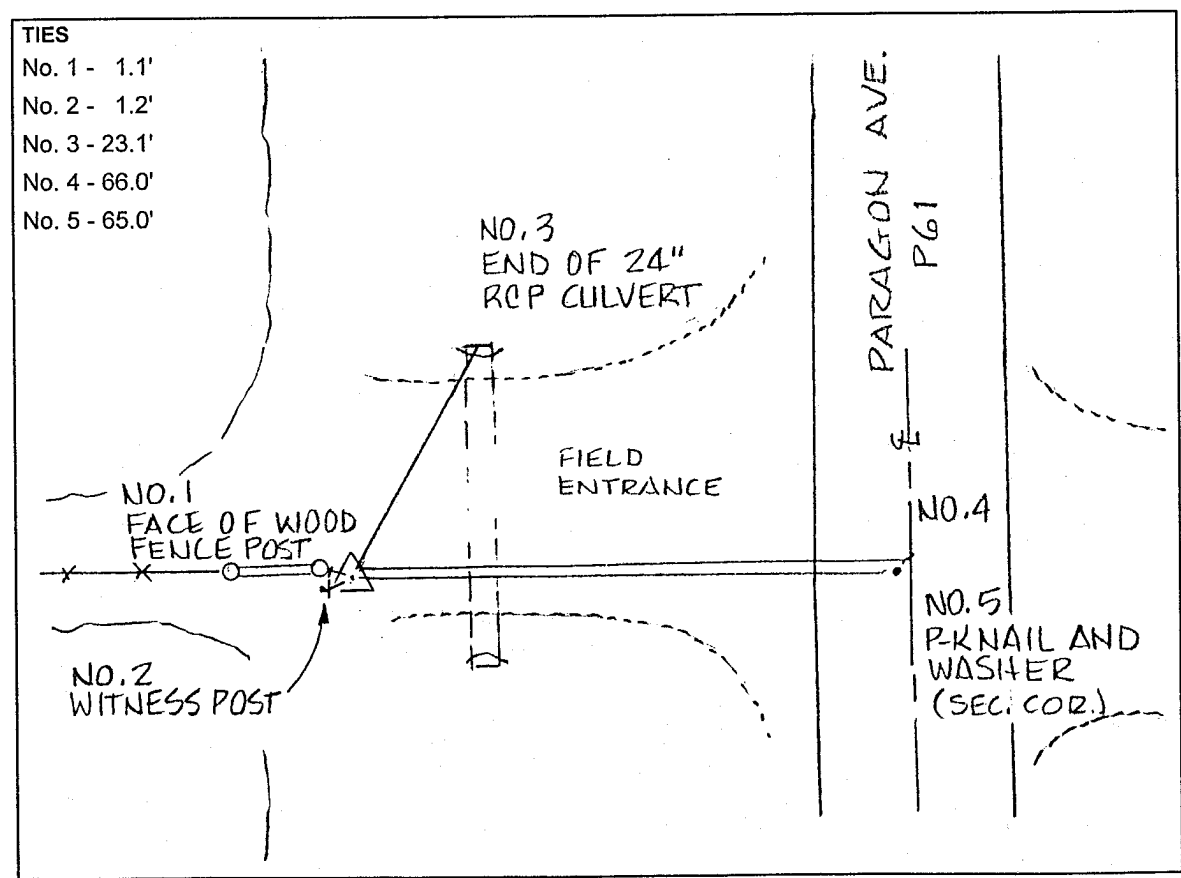 TIES
No. 1 - 1.1'
No. 2 - 1.2'
No. 3 - 23.1'
No. 4 - 66.0'
No. 5 - 65.0'
PARAGON AVE.
P61
NO. 3
END OF 24"
RCP CULVERT
℄
FIELD
ENTRANCE
NO. 1
FACE OF WOOD
FENCE POST
NO. 4
NO. 2
WITNESS POST
NO. 5
P-K NAIL AND
WASHER
(SEC. COR.)